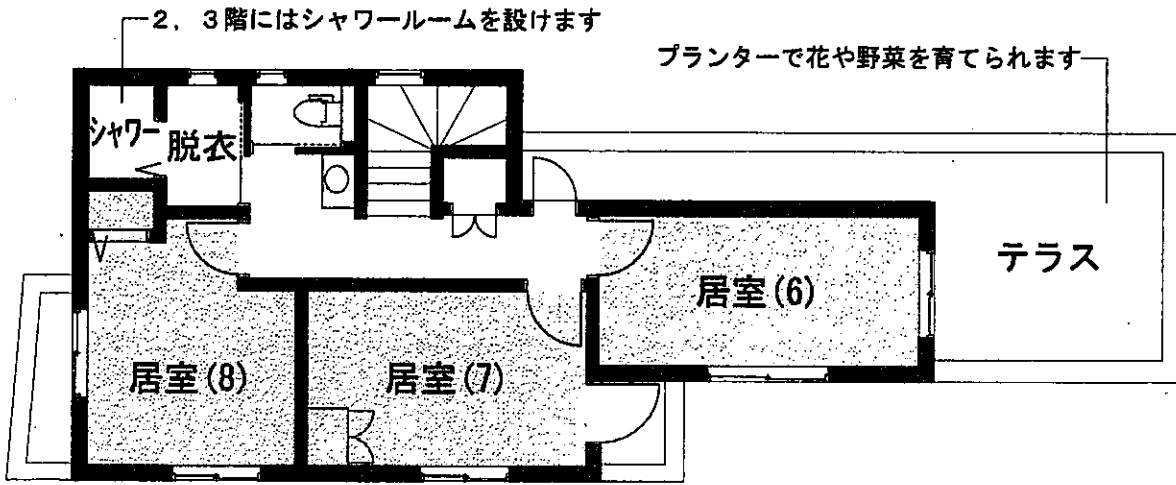 2，3階にはシャワールームを設けます
プランターで花や野菜を育てられます
シャワー
脱衣
テラス
居室(6)
居室(8)
居室(7)